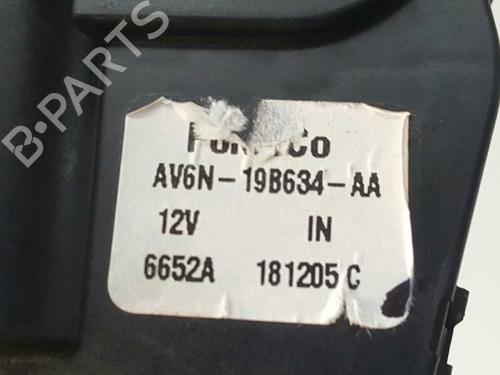 B-PARTS
AV6N-19B634-AA
12V IN
6652A 181205 C